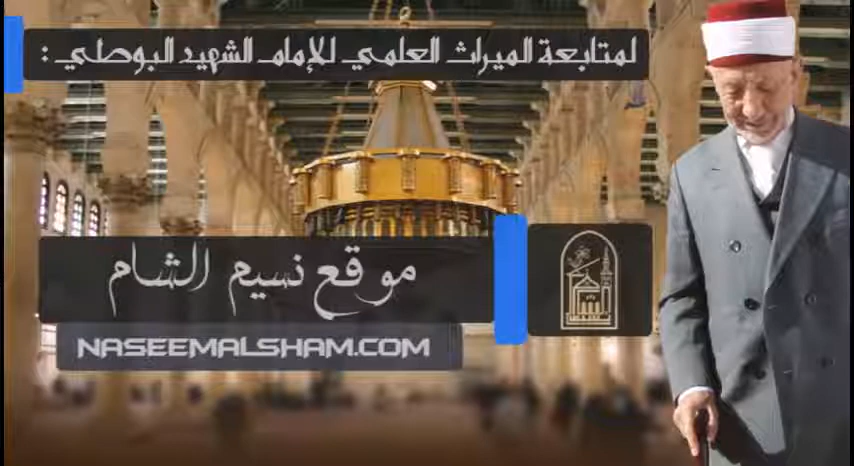 لمتابعة الميراث العلمي للإمام الشهيد البوطي :
موقع نسيم الشام
NASEEMALSHAM.COM